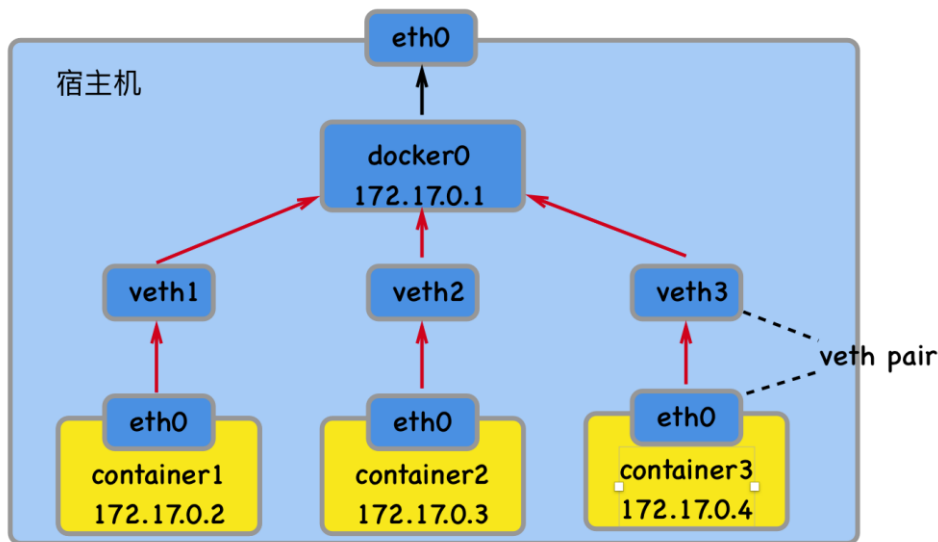 eth0
宿主机
docker0
172.17.0.1
veth1
veth2
veth3
veth pair
eth0
eth0
eth0
container1
172.17.0.2
container2
172.17.0.3
container3
172.17.0.4